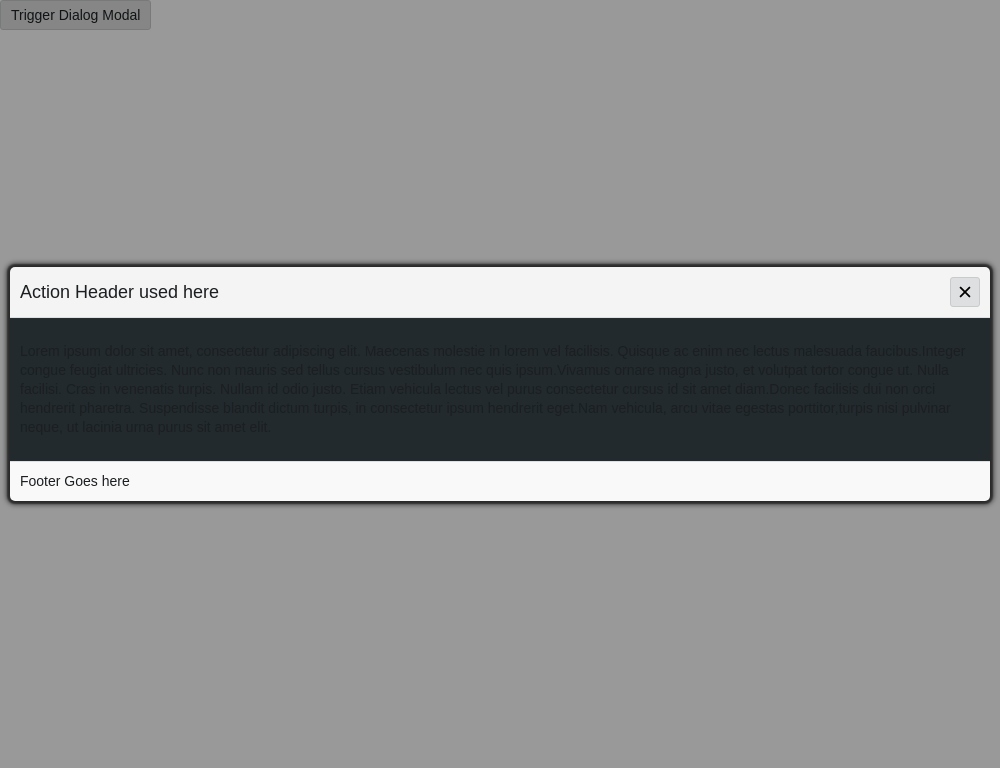 Trigger Dialog Modal
Action Header used here
Lorem ipsum dolor sit amet, consectetur adipiscing elit. Maecenas molestie in lorem vel facilisis. Quisque ac enim nec lectus malesuada faucibus.Integer
congue feugiat ultricies. Nunc non mauris sed tellus cursus vestibulum nec quis ipsum.Vivamus ornare magna justo, et volutpat tortor congue ut. Nulla
facilisi. Cras in venenatis turpis. Nullam id odio justo. Etiam vehicula lectus vel purus consectetur cursus id sit amet diam.Donec facilisis dui non orci
hendrerit pharetra. Suspendisse blandit dictum turpis, in consectetur ipsum hendrerit eget.Nam vehicula, arcu vitae egestas porttitor,turpis nisi pulvinar
neque, ut lacinia urna purus sit amet elit.
Footer Goes here